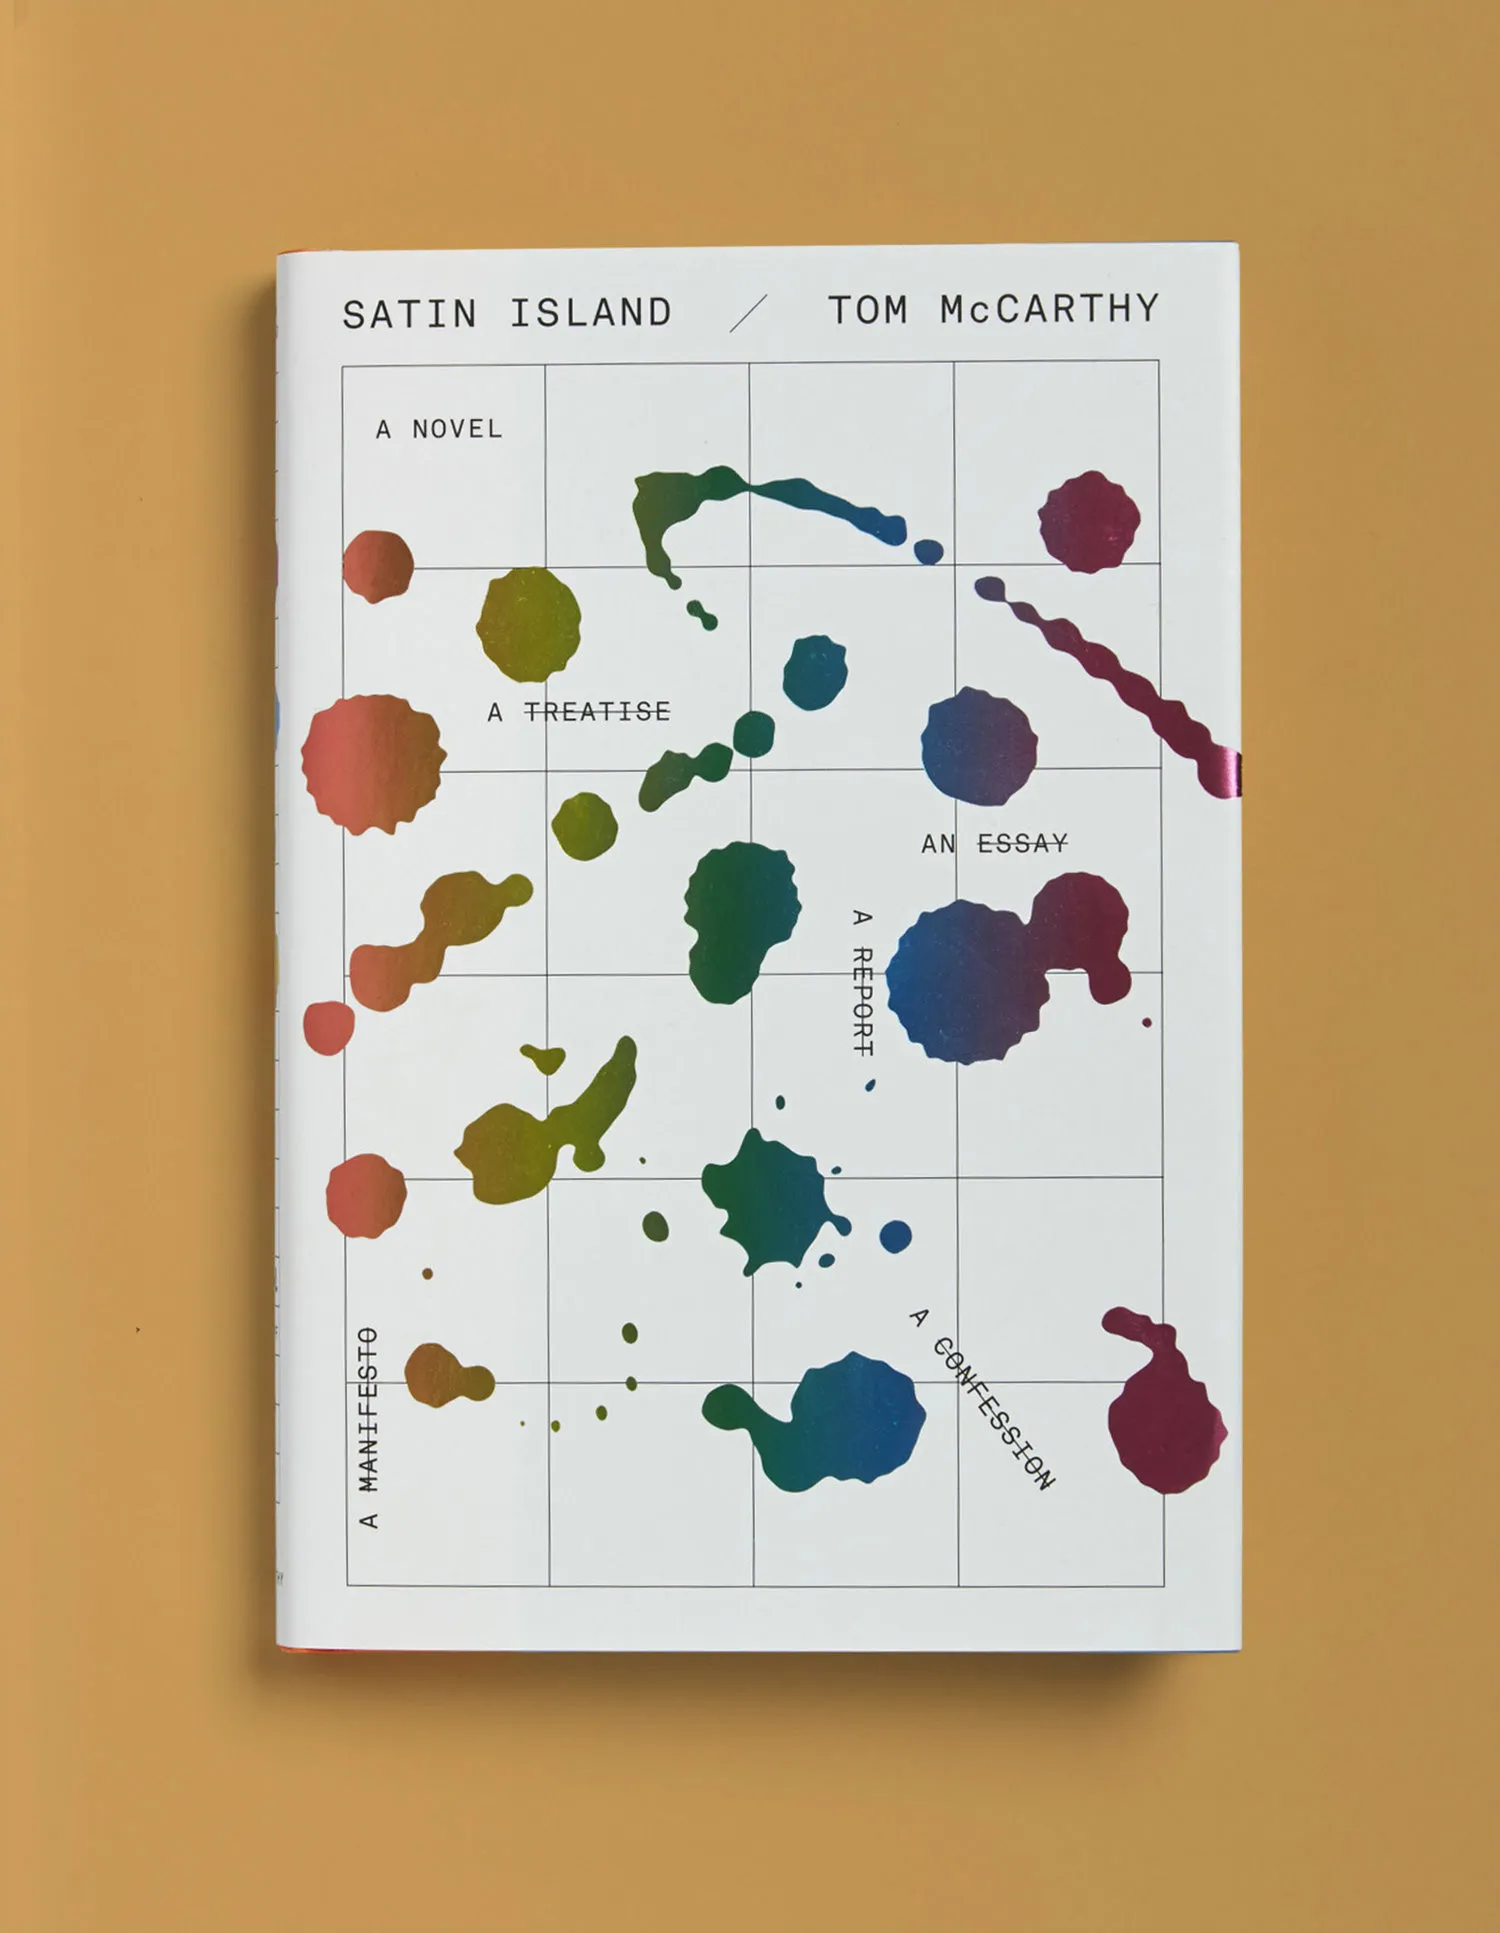 SATIN ISLAND / TOM McCARTHY
A NOVEL
A TREATISE
AN ESSAY
A REPORT
A CONFESSION
A MANIFESTO